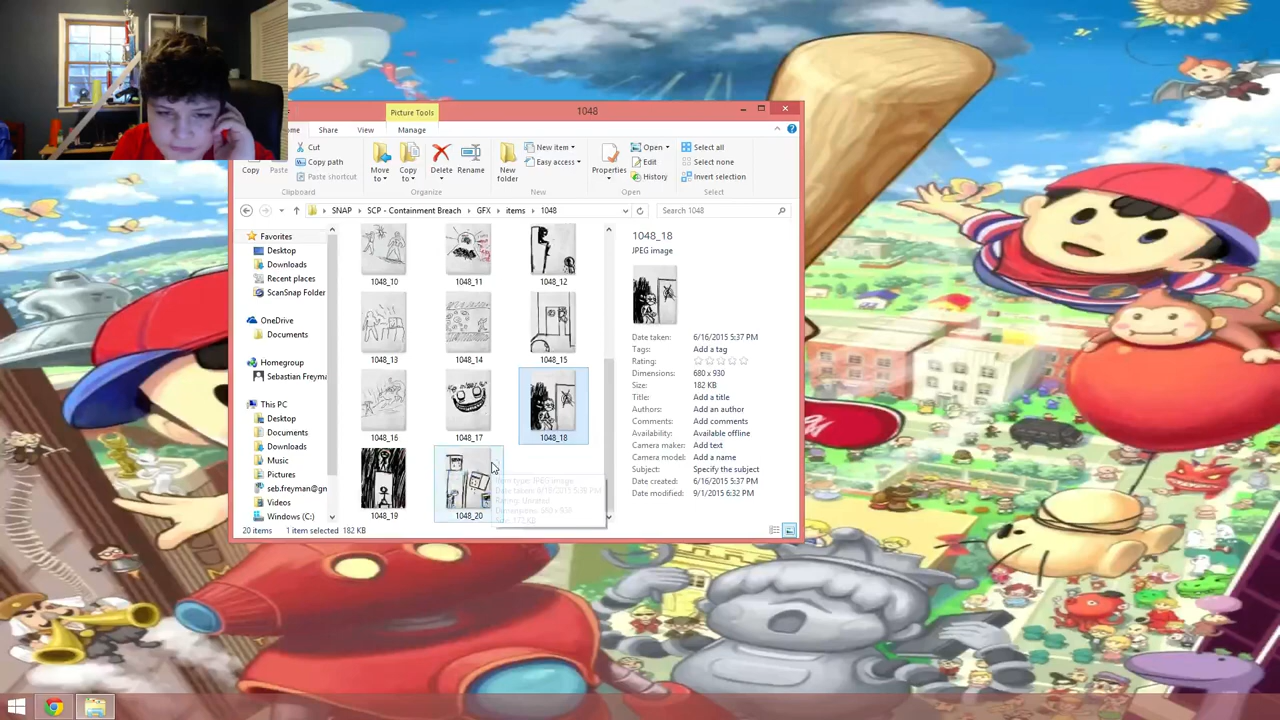 Picture Tools
1048
Share
View
Manage
Copy
Paste
Cut
Copy path
Paste shortcut
Clipboard
Move to
Copy to
Delete
Rename
Organize
New folder
New item
Easy access
New
Properties
Open
Edit
History
Open
Select all
Select none
Invert selection
Select
SNAP
SCP - Containment Breach
GFX
items
1048
Search 1048
Favorites
Desktop
Downloads
Recent places
ScanSnap Folder
OneDrive
Documents
Homegroup
Sebastian Freyma
This PC
Desktop
Documents
Downloads
Music
Pictures
seb.freyman@gn
Videos
Windows (C:)
1048_10
1048_11
1048_12
1048_13
1048_14
1048_15
1048_16
1048_17
1048_18
1048_19
1048_20
1048_18
JPEG image
Date taken: 6/16/2015 5:37 PM
Tags: Add a tag
Rating:
Dimensions: 680 x 930
Size: 182 KB
Title: Add a title
Authors: Add an author
Comments: Add comments
Availability: Available offline
Camera maker: Add text
Camera model: Add a name
Subject: Specify the subject
Date created: 6/16/2015 5:37 PM
Date modified: 9/1/2015 6:32 PM
20 items
1 item selected 182 KB